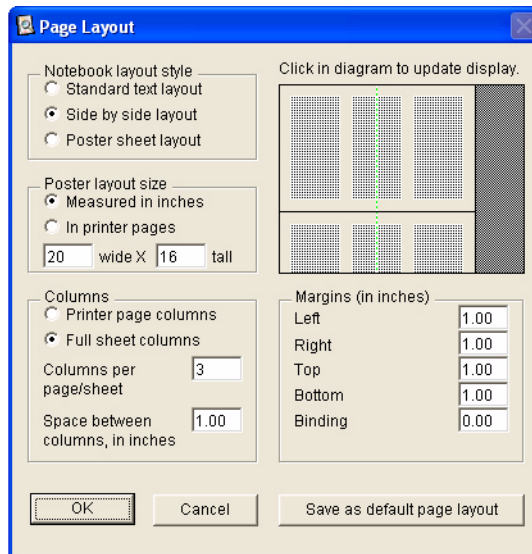 Page Layout
Notebook layout style
Standard text layout
Side by side layout
Poster sheet layout
Poster layout size
Measured in inches
In printer pages
20 wide X 16 tall
Columns
Printer page columns
Full sheet columns
Columns per 3
page/sheet
Space between 1.00
columns, in inches
Click in diagram to update display.
Margins (in inches)
Left 1.00
Right 1.00
Top 1.00
Bottom 1.00
Binding 0.00
OK
Cancel
Save as default page layout